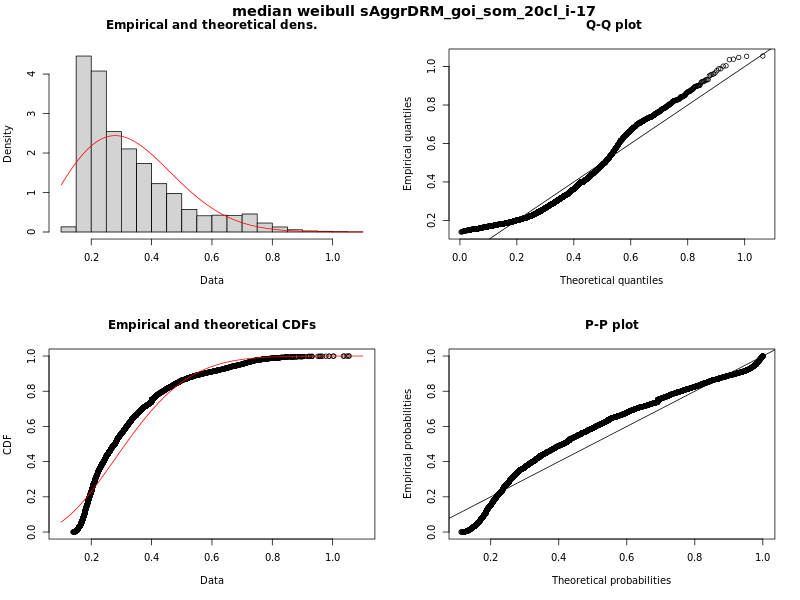 median weibull sAggrDRM_goi_som_20cl_i-17
Empirical and theoretical dens.
Density
0 1 2 3 4
0.2 0.4 0.6 0.8 1.0
Data
Q-Q plot
Empirical quantiles
0.2 0.4 0.6 0.8 1.0
0.0 0.2 0.4 0.6 0.8 1.0
Theoretical quantiles
Empirical and theoretical CDFs
CDF
0.0 0.2 0.4 0.6 0.8 1.0
0.2 0.4 0.6 0.8 1.0
Data
P-P plot
Empirical probabilities
0.0 0.2 0.4 0.6 0.8 1.0
0.2 0.4 0.6 0.8 1.0
Theoretical probabilities